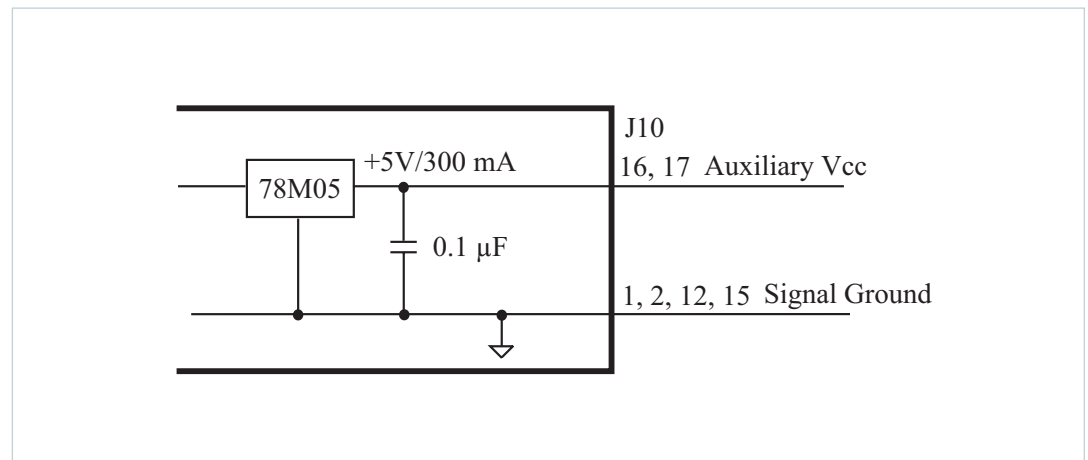 J10
+5V/300 mA
16, 17 Auxiliary Vcc
78M05
0.1 µF
1, 2, 12, 15 Signal Ground